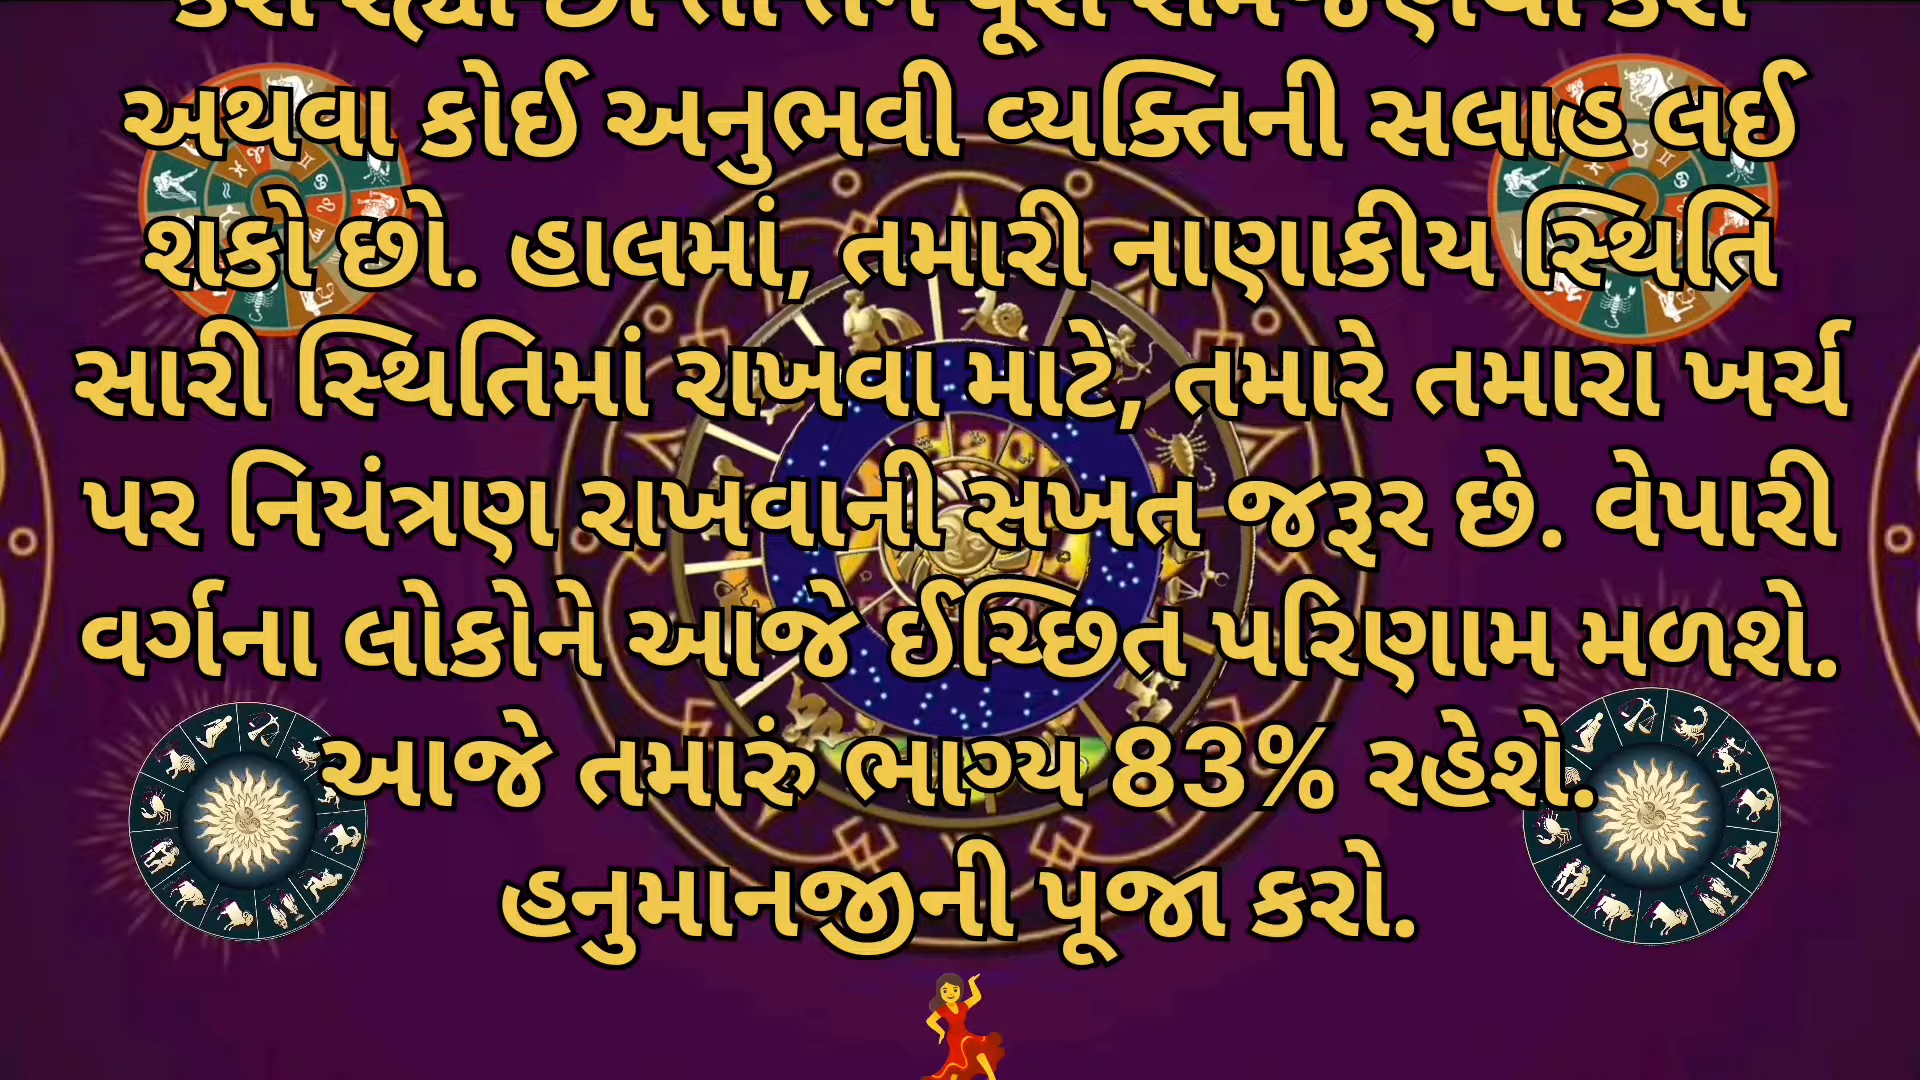 અથવા કોઈ અનુભવી વ્યક્તિની સલાહ લઈ
શકો છો. હાલમાં, તમારી નાણાકીય સ્થિતિ
સારી સ્થિતિમાં રાખવા માટે, તમારે તમારા ખર્ચ
પર નિયંત્રણ રાખવાની સખત જરૂર છે. વેપારી
વર્ગના લોકોને આજે ઈચ્છિત પરિણામ મળશે.
આજે તમારું ભાગ્ય 83% રહેશે.
હનુમાનજીની પૂજા કરો.